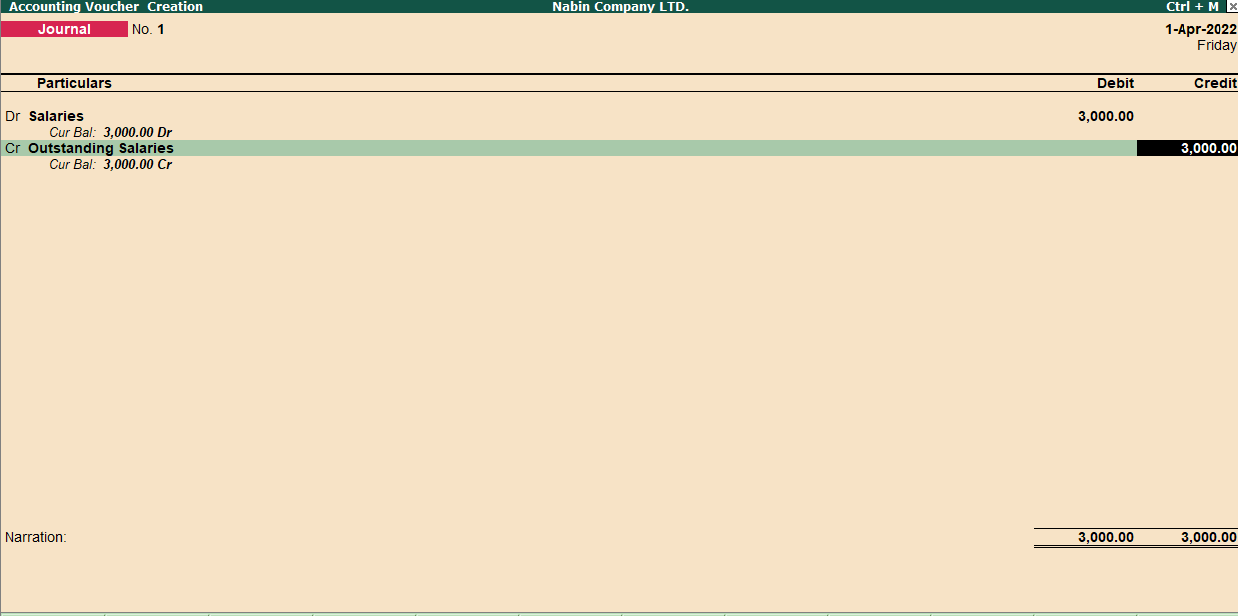 Accounting Voucher Creation Nabin Company LTD. Ctrl + M ×
Journal No. 1 1-Apr-2022
Friday
Particulars Debit Credit
Dr Salaries 3,000.00
Cur Bal: 3,000.00 Dr
Cr Outstanding Salaries 3,000.00
Cur Bal: 3,000.00 Cr
Narration: 3,000.00 3,000.00